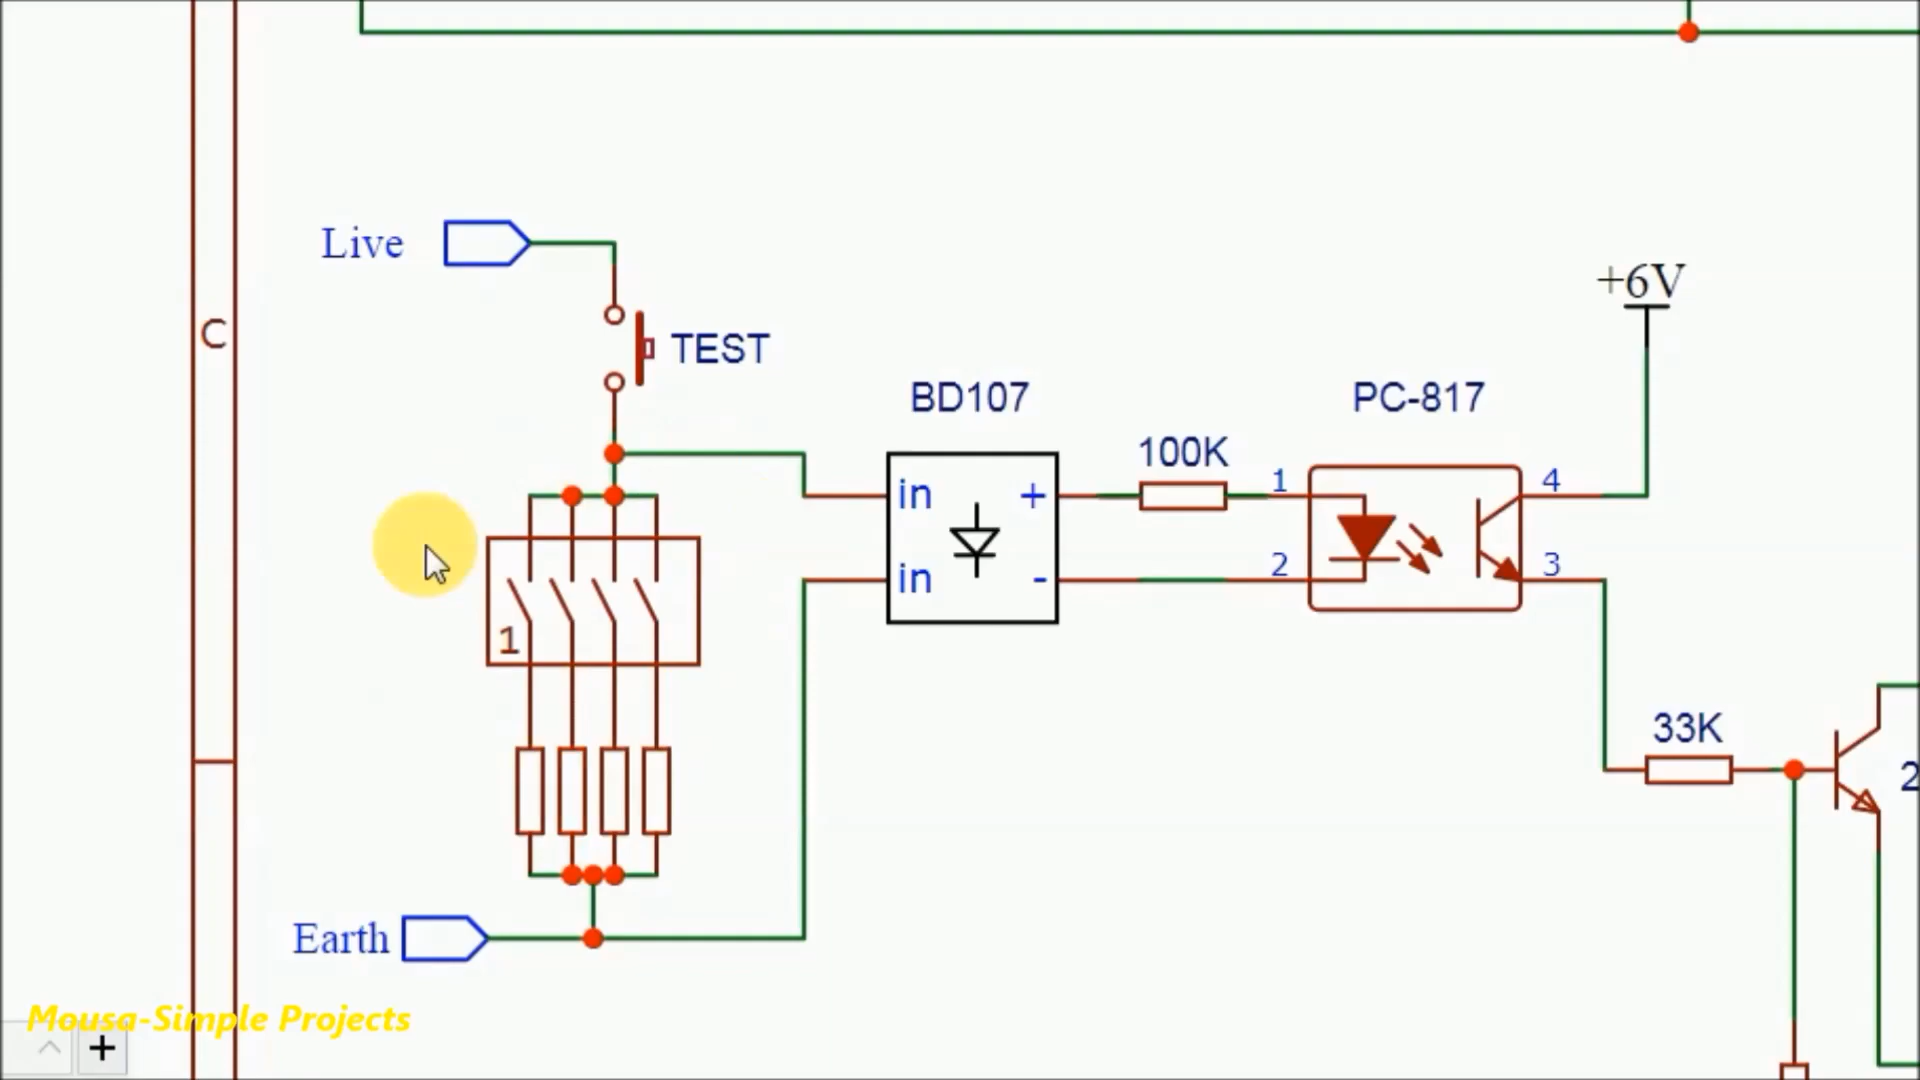 +6V
Live
C
TEST
BD107
PC-817
100K
in + 1 4
in - 2 3
1
33K
2
Earth
Mousa-Simple Projects
+